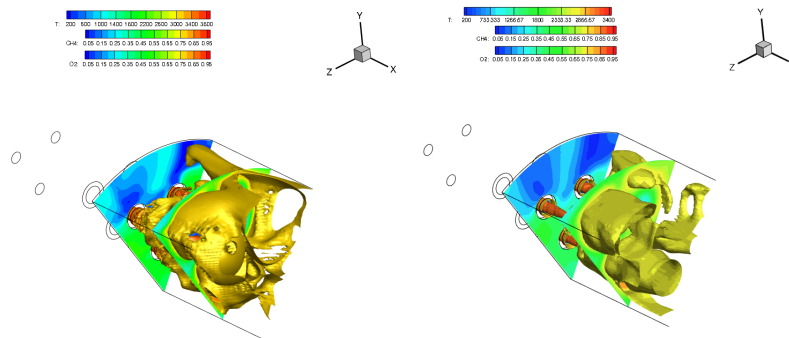 T: 200 600 1000 1400 1600 2200 2500 3000 3400 3600
CH4: 0.05 0.15 0.25 0.35 0.45 0.55 0.65 0.75 0.85 0.95
O2: 0.05 0.15 0.25 0.35 0.45 0.55 0.65 0.75 0.85 0.95
Y
Z X
T: 200 733.333 1266.67 1800 2333.33 2866.67 3400
CH4: 0.05 0.15 0.25 0.35 0.45 0.55 0.65 0.75 0.85 0.95
O2: 0.05 0.15 0.25 0.35 0.45 0.55 0.65 0.75 0.85 0.95
Y
Z